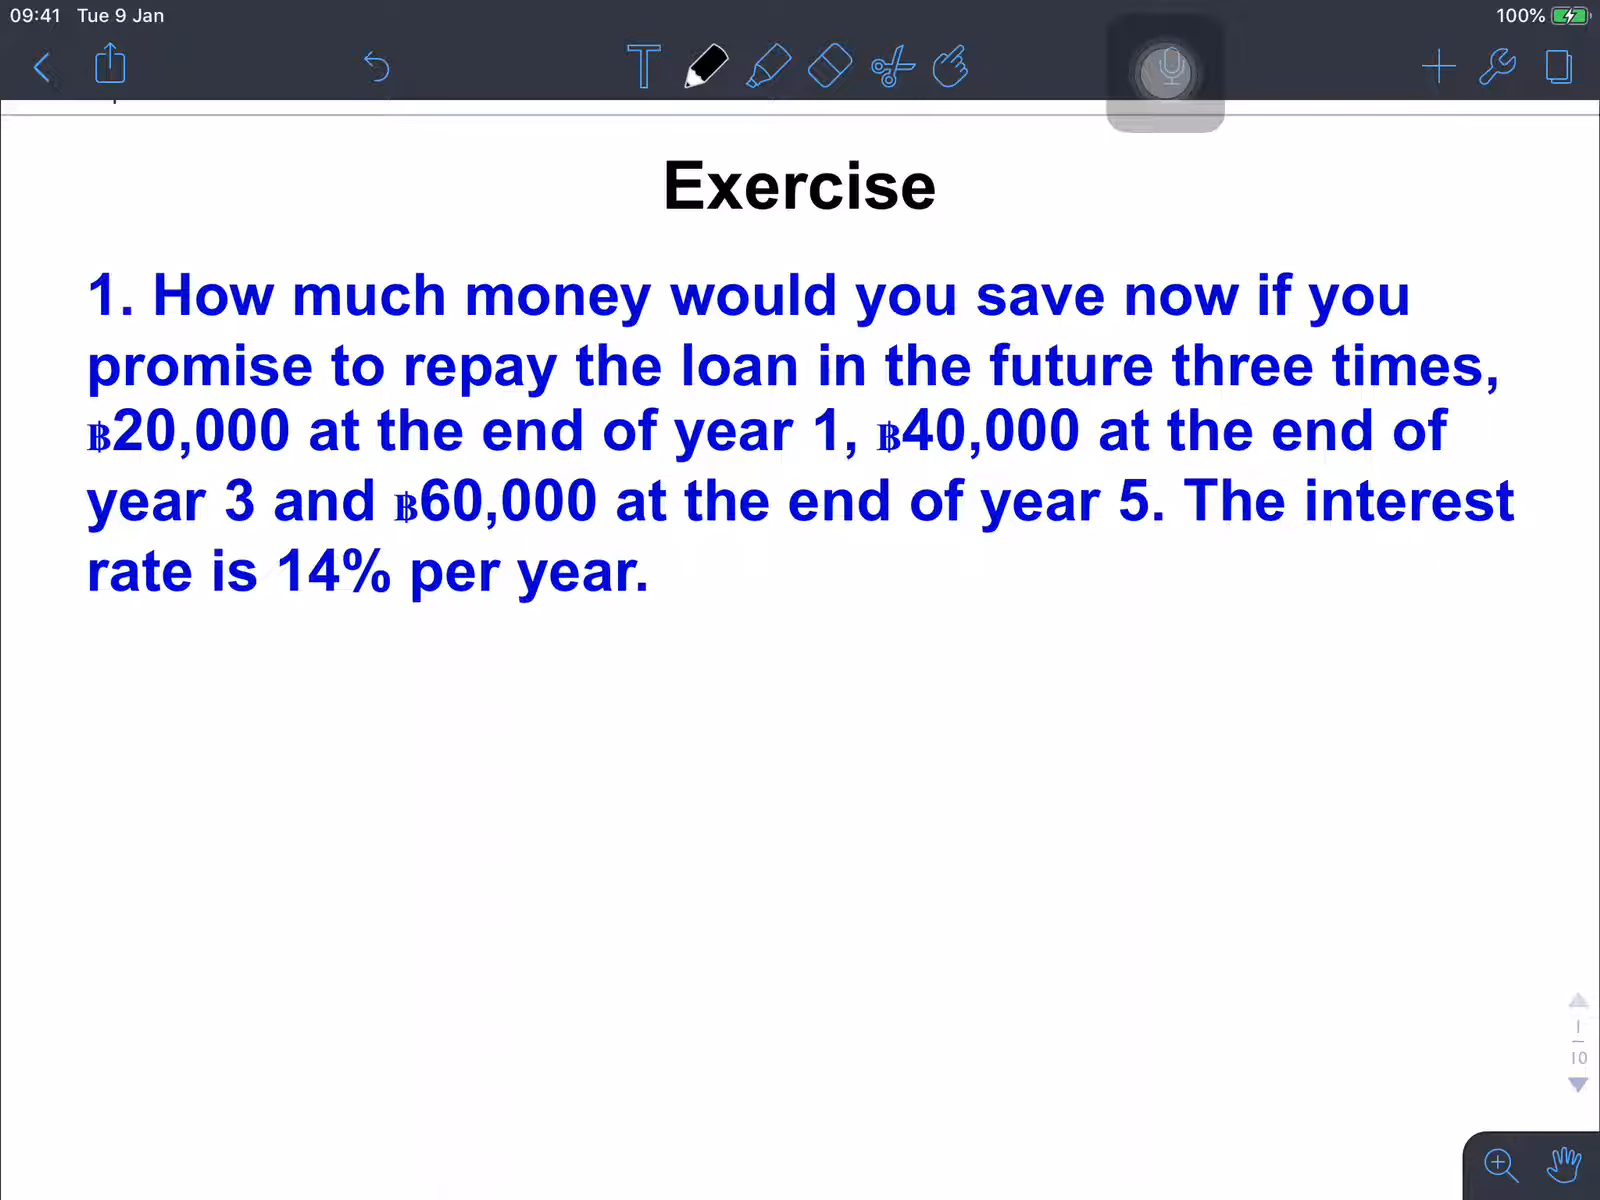 09:41 Tue 9 Jan 100%
T
Exercise
1. How much money would you save now if you
promise to repay the loan in the future three times,
฿20,000 at the end of year 1, ฿40,000 at the end of
year 3 and ฿60,000 at the end of year 5. The interest
rate is 14% per year.
1
10